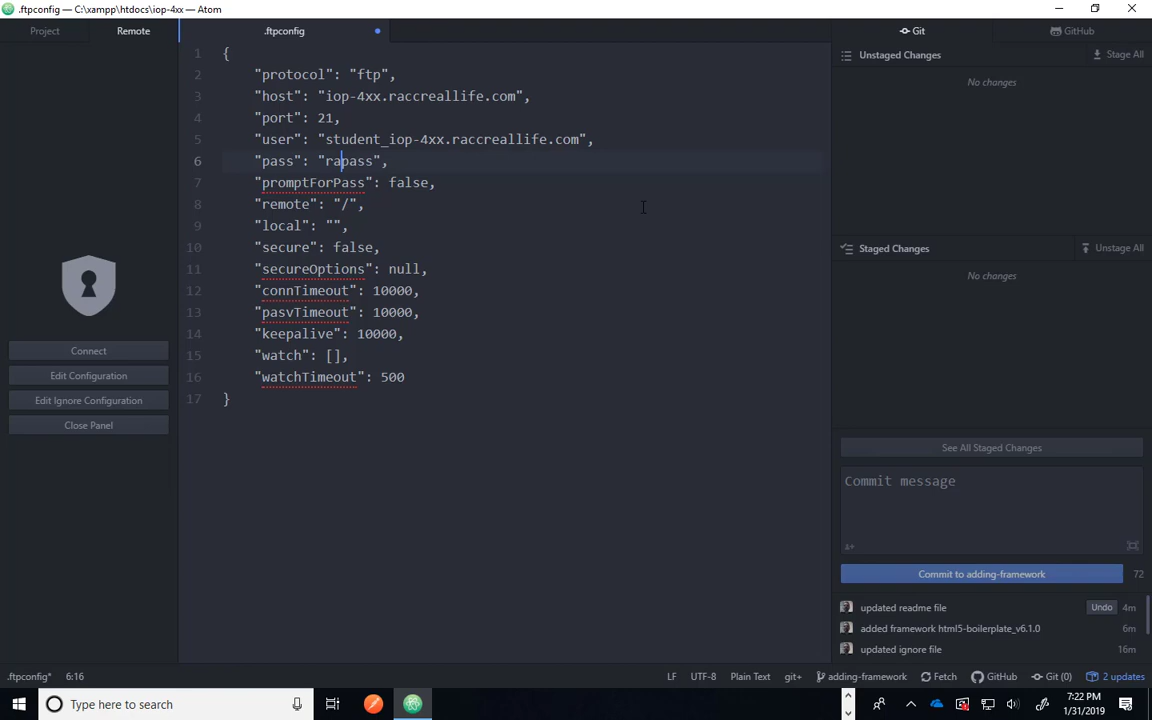 .ftpconfig — C:\xampp\htdocs\iop-4xx — Atom
Project
Remote
.ftpconfig
Git
GitHub
1 {
2 "protocol": "ftp",
3 "host": "iop-4xx.raccreallife.com",
4 "port": 21,
5 "user": "student_iop-4xx.raccreallife.com",
6 "pass": "rapass",
7 "promptForPass": false,
8 "remote": "/",
9 "local": "",
10 "secure": false,
11 "secureOptions": null,
12 "connTimeout": 10000,
13 "pasvTimeout": 10000,
14 "keepalive": 10000,
15 "watch": [],
16 "watchTimeout": 500
17 }
Connect
Edit Configuration
Edit Ignore Configuration
Close Panel
Unstaged Changes
Stage All
No changes
Staged Changes
Unstage All
No changes
See All Staged Changes
Commit message
Commit to adding-framework
72
updated readme file
Undo
4m
added framework html5-boilerplate_v6.1.0
6m
updated ignore file
16m
.ftpconfig*
6:16
LF
UTF-8
Plain Text
git+
adding-framework
Fetch
GitHub
Git (0)
2 updates
Type here to search
7:22 PM
1/31/2019